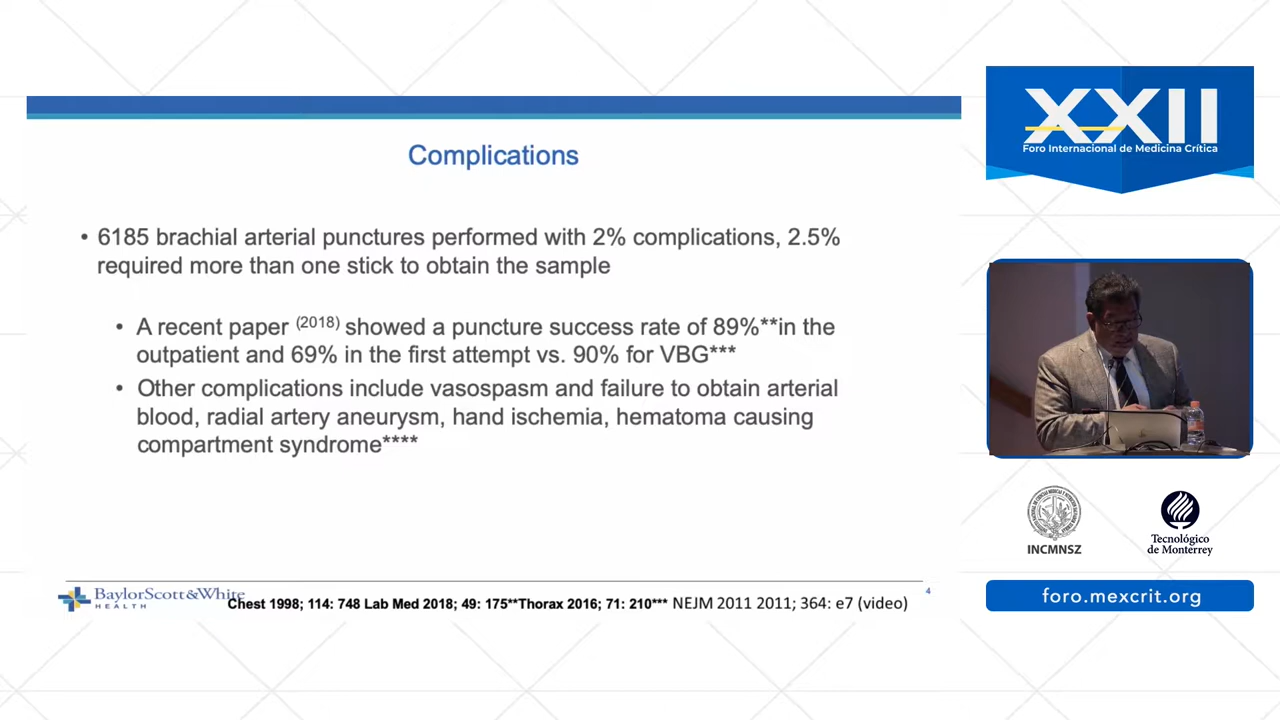 Complications
• 6185 brachial arterial punctures performed with 2% complications, 2.5%
required more than one stick to obtain the sample
• A recent paper (2018) showed a puncture success rate of 89%**in the
outpatient and 69% in the first attempt vs. 90% for VBG***
• Other complications include vasospasm and failure to obtain arterial
blood, radial artery aneurysm, hand ischemia, hematoma causing
compartment syndrome****
BaylorScott&White
HEALTH
Chest 1998; 114: 748 Lab Med 2018; 49: 175**Thorax 2016; 71: 210*** NEJM 2011 2011; 364: e7 (video)
4
XXII
Foro Internacional de Medicina Crítica
INCMNSZ
Tecnológico
de Monterrey
foro.mexcrit.org